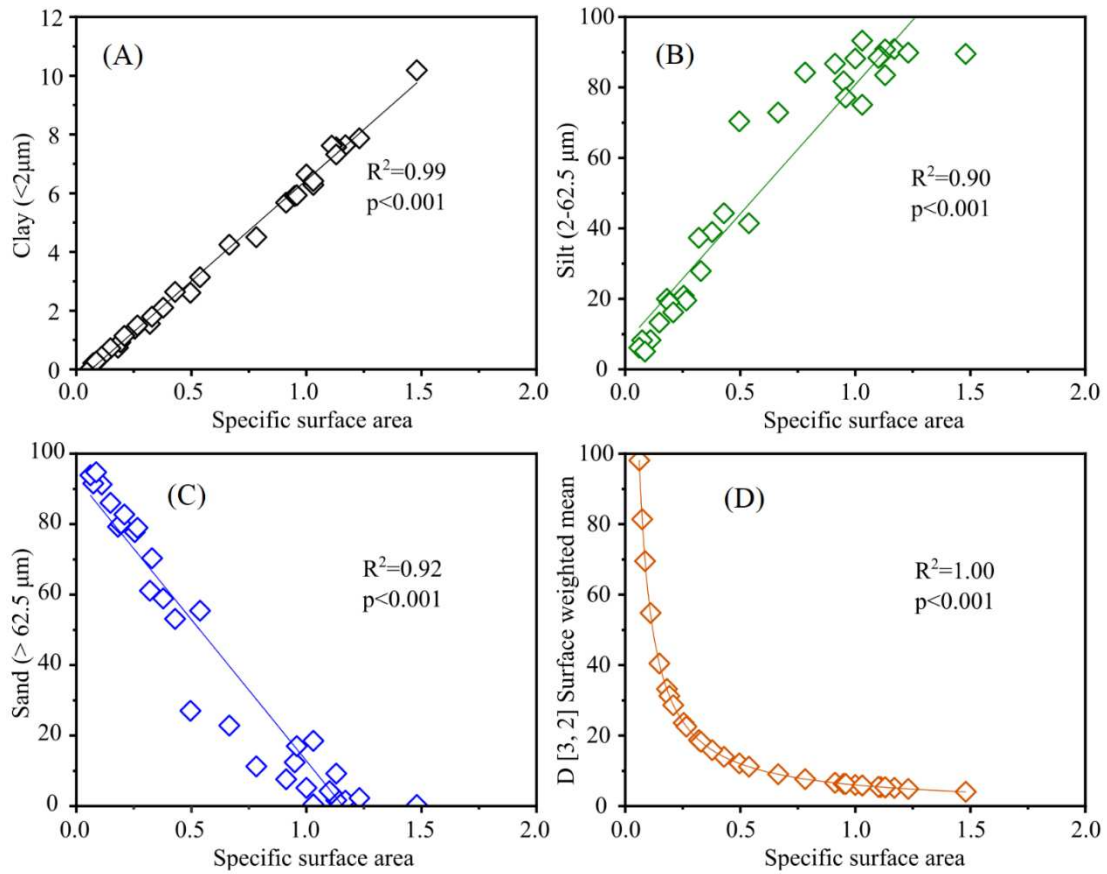 (A)
12
10
8
6
4
2
0
Clay (<2μm)
R²=0.99
p<0.001
0.0 0.5 1.0 1.5 2.0
Specific surface area
(B)
100
80
60
40
20
0
Silt (2-62.5 μm)
R²=0.90
p<0.001
0.0 0.5 1.0 1.5 2.0
Specific surface area
(C)
100
80
60
40
20
0
Sand (> 62.5 μm)
R²=0.92
p<0.001
0.0 0.5 1.0 1.5 2.0
Specific surface area
(D)
100
80
60
40
20
0
D [3, 2] Surface weighted mean
R²=1.00
p<0.001
0.0 0.5 1.0 1.5 2.0
Specific surface area